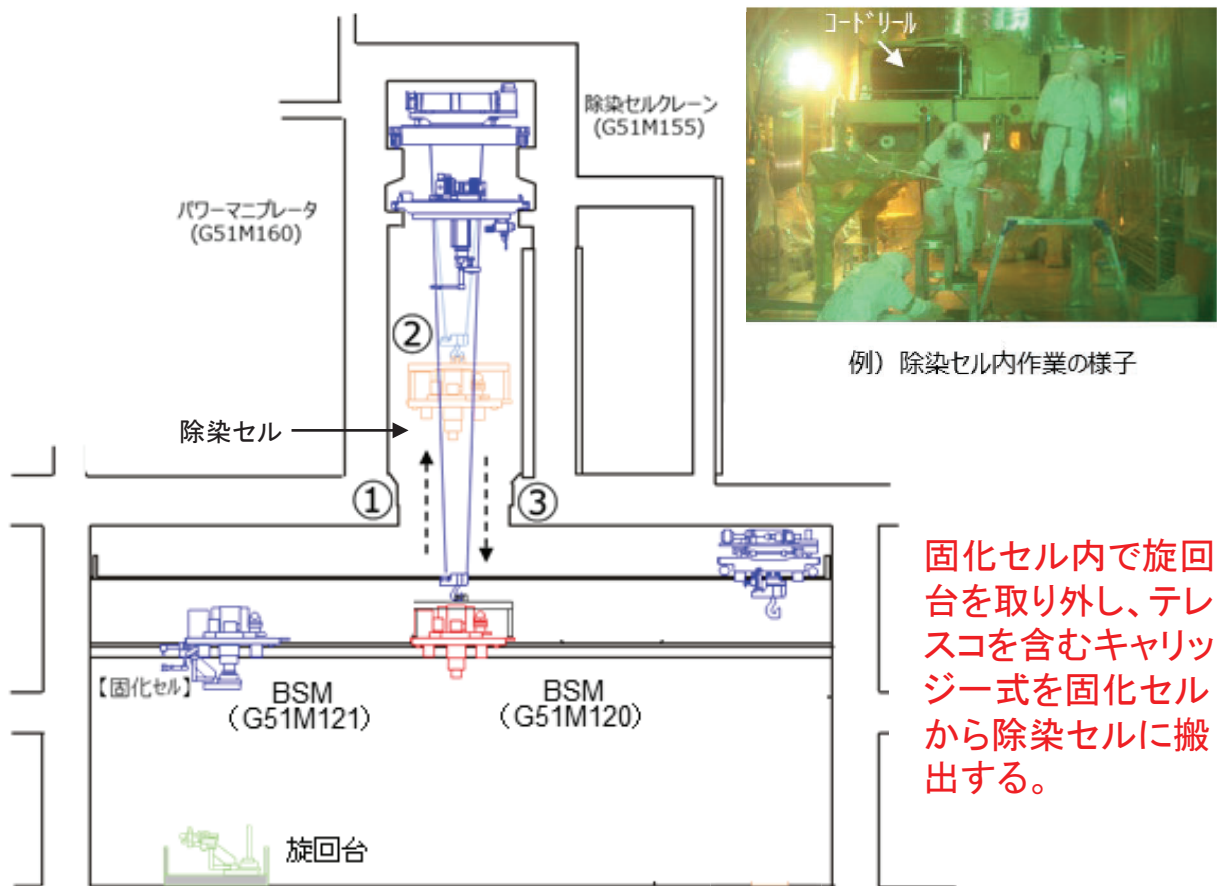 コードリール
除染セルクレーン
(G51M155)
パワーマニプレータ
(G51M160)
②
例）除染セル内作業の様子
除染セル
①
③
固化セル内で旋回
台を取り外し、テレ
スコを含むキャリッ
ジ一式を固化セル
から除染セルに搬
出する。
【固化セル】
BSM
（G51M121）
BSM
（G51M120）
旋回台